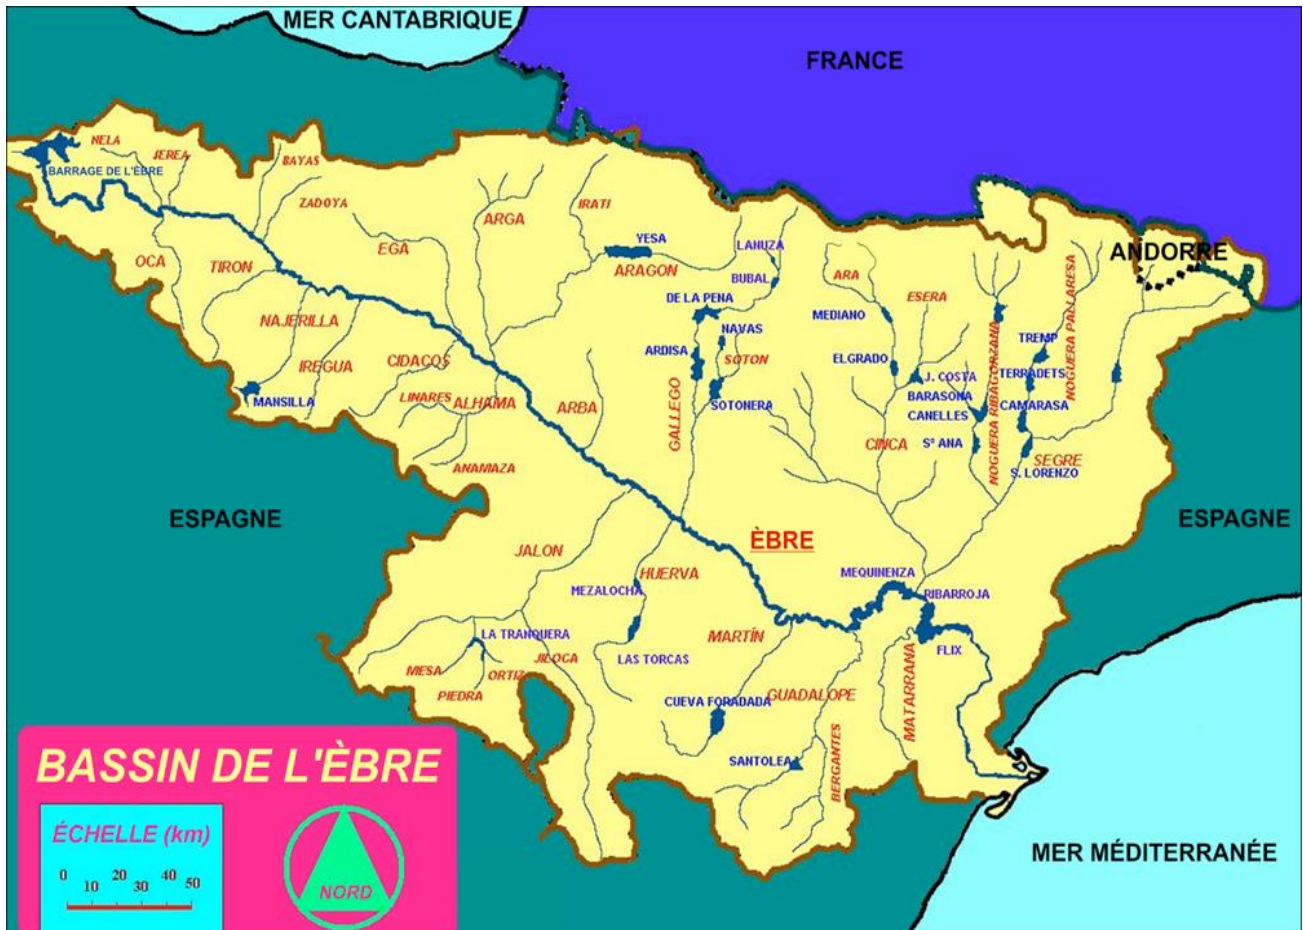 MER CANTABRIQUE
FRANCE
NELA
JEREA
BAYAS
BARRAGE DE L'ÈBRE
ZADOYA
IRATI
ARGA
EGA
YESA
LANUZA
ANDORRE
OCA
TIRON
ARAGON
BUBAL
ARA
ESERA
NOGUERA PALLARESA
DE LA PENA
MEDIANO
NAJERILLA
NAVAS
TREMP
IREGUA
CIDACOS
ARDISA
SOTON
ELGRADO
NOGUERA RIBAGORZANA
TERRADETS
J. COSTA
MANSILLA
LINARES
ALHAMA
ARBA
GALLEGO
SOTONERA
BARASONA
CAMARASA
CANELLES
CINCA
Sª ANA
SEGRE
ANAMAZA
S. LORENZO
ESPAGNE
ESPAGNE
ÈBRE
JALON
HUERVA
MEQUINENZA
MEZALOCHA
RIBARROJA
LA TRANQUERA
MARTÍN
FLIX
MESA
ORTIZ
JILOCA
LAS TORCAS
PIEDRA
CUEVA FORADADA
GUADALOPE
MATARRANA
SANTOLEA
BERGANTES
BASSIN DE L'ÈBRE
ÉCHELLE (km)
0 10 20 30 40 50
NORD
MER MÉDITERRANÉE